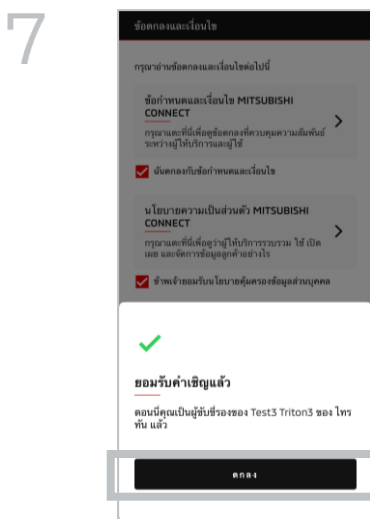 7
ข้อตกลงและเงื่อนไข
กรุณาอ่านข้อตกลงและเงื่อนไขต่อไปนี้
ข้อกำหนดและเงื่อนไข MITSUBISHI
CONNECT
กรุณาแตะที่นี่เพื่อดูข้อตกลงที่ควบคุมความสัมพันธ์
ระหว่างผู้ให้บริการและผู้ใช้
ฉันตกลงกับข้อกำหนดและเงื่อนไข
นโยบายความเป็นส่วนตัว MITSUBISHI
CONNECT
กรุณาแตะที่นี่เพื่อดูว่าผู้ให้บริการรวบรวม ใช้ เปิด
เผย และจัดการข้อมูลลูกค้าอย่างไร
ข้าพเจ้ายอมรับนโยบายคุ้มครองข้อมูลส่วนบุคคล
ยอมรับคำเชิญแล้ว
ตอนนี้คุณเป็นผู้ขับขี่รองของ Test3 Triton3 ของ ไทร
ทัน แล้ว
ตกลง